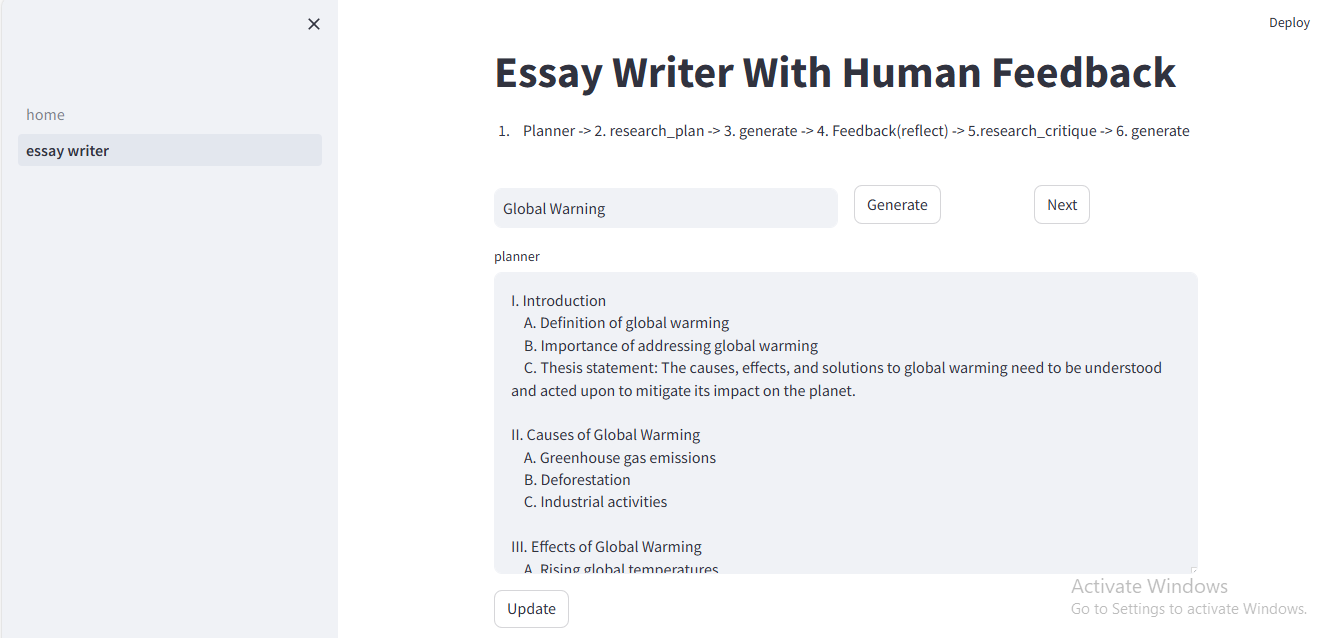 Deploy
home
essay writer
Essay Writer With Human Feedback
1. Planner -> 2. research_plan -> 3. generate -> 4. Feedback(reflect) -> 5.research_critique -> 6. generate
Global Warning
Generate
Next
planner
I. Introduction
A. Definition of global warming
B. Importance of addressing global warming
C. Thesis statement: The causes, effects, and solutions to global warming need to be understood
and acted upon to mitigate its impact on the planet.
II. Causes of Global Warming
A. Greenhouse gas emissions
B. Deforestation
C. Industrial activities
III. Effects of Global Warming
A. Rising global temperatures
Update
Activate Windows
Go to Settings to activate Windows.